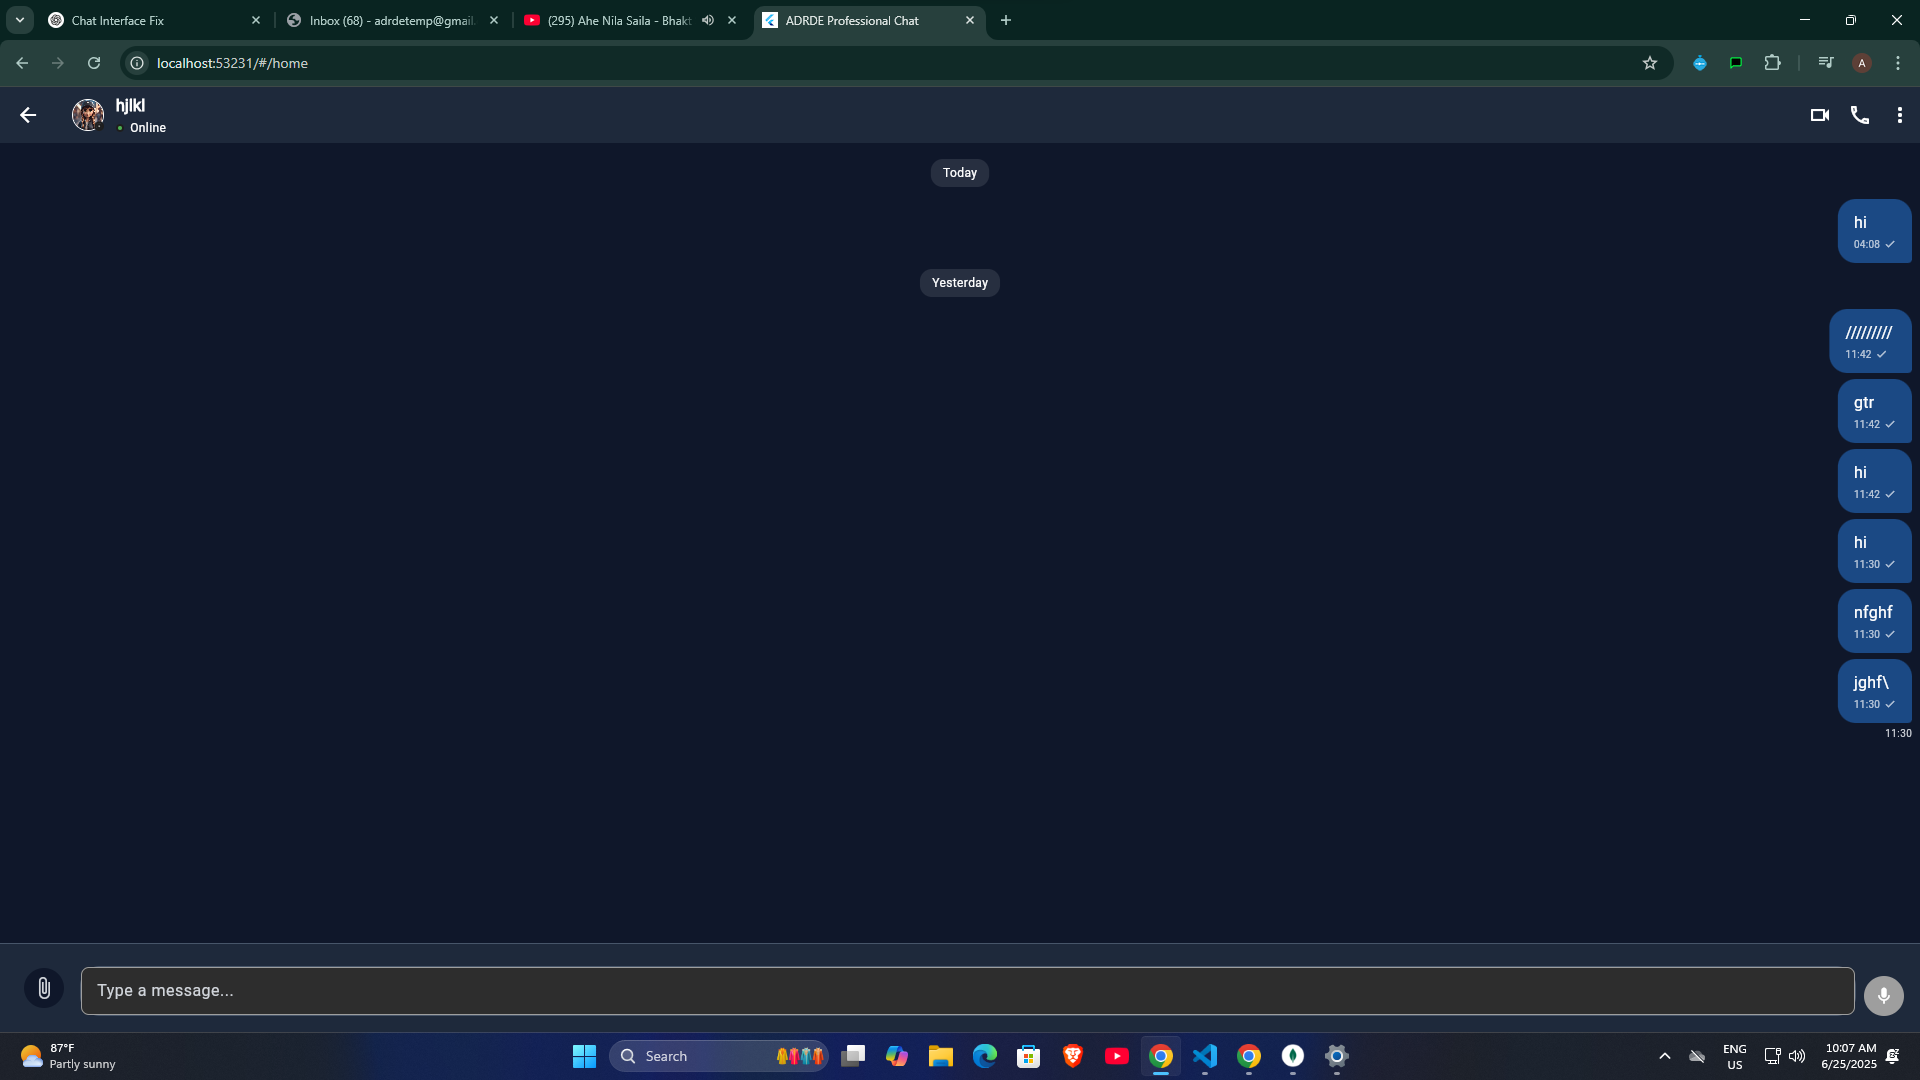 Chat Interface Fix
Inbox (68) - adrdetemp@gmail
(295) Ahe Nila Saila - Bhakt
ADRDE Professional Chat
localhost:53231/#/home
A
hjlkl
Online
Today
hi
04:08
Yesterday
/////////
11:42
gtr
11:42
hi
11:42
hi
11:30
nfghf
11:30
jghf\
11:30
11:30
Type a message...
87°F
Partly sunny
Search
ENG
US
10:07 AM
6/25/2025